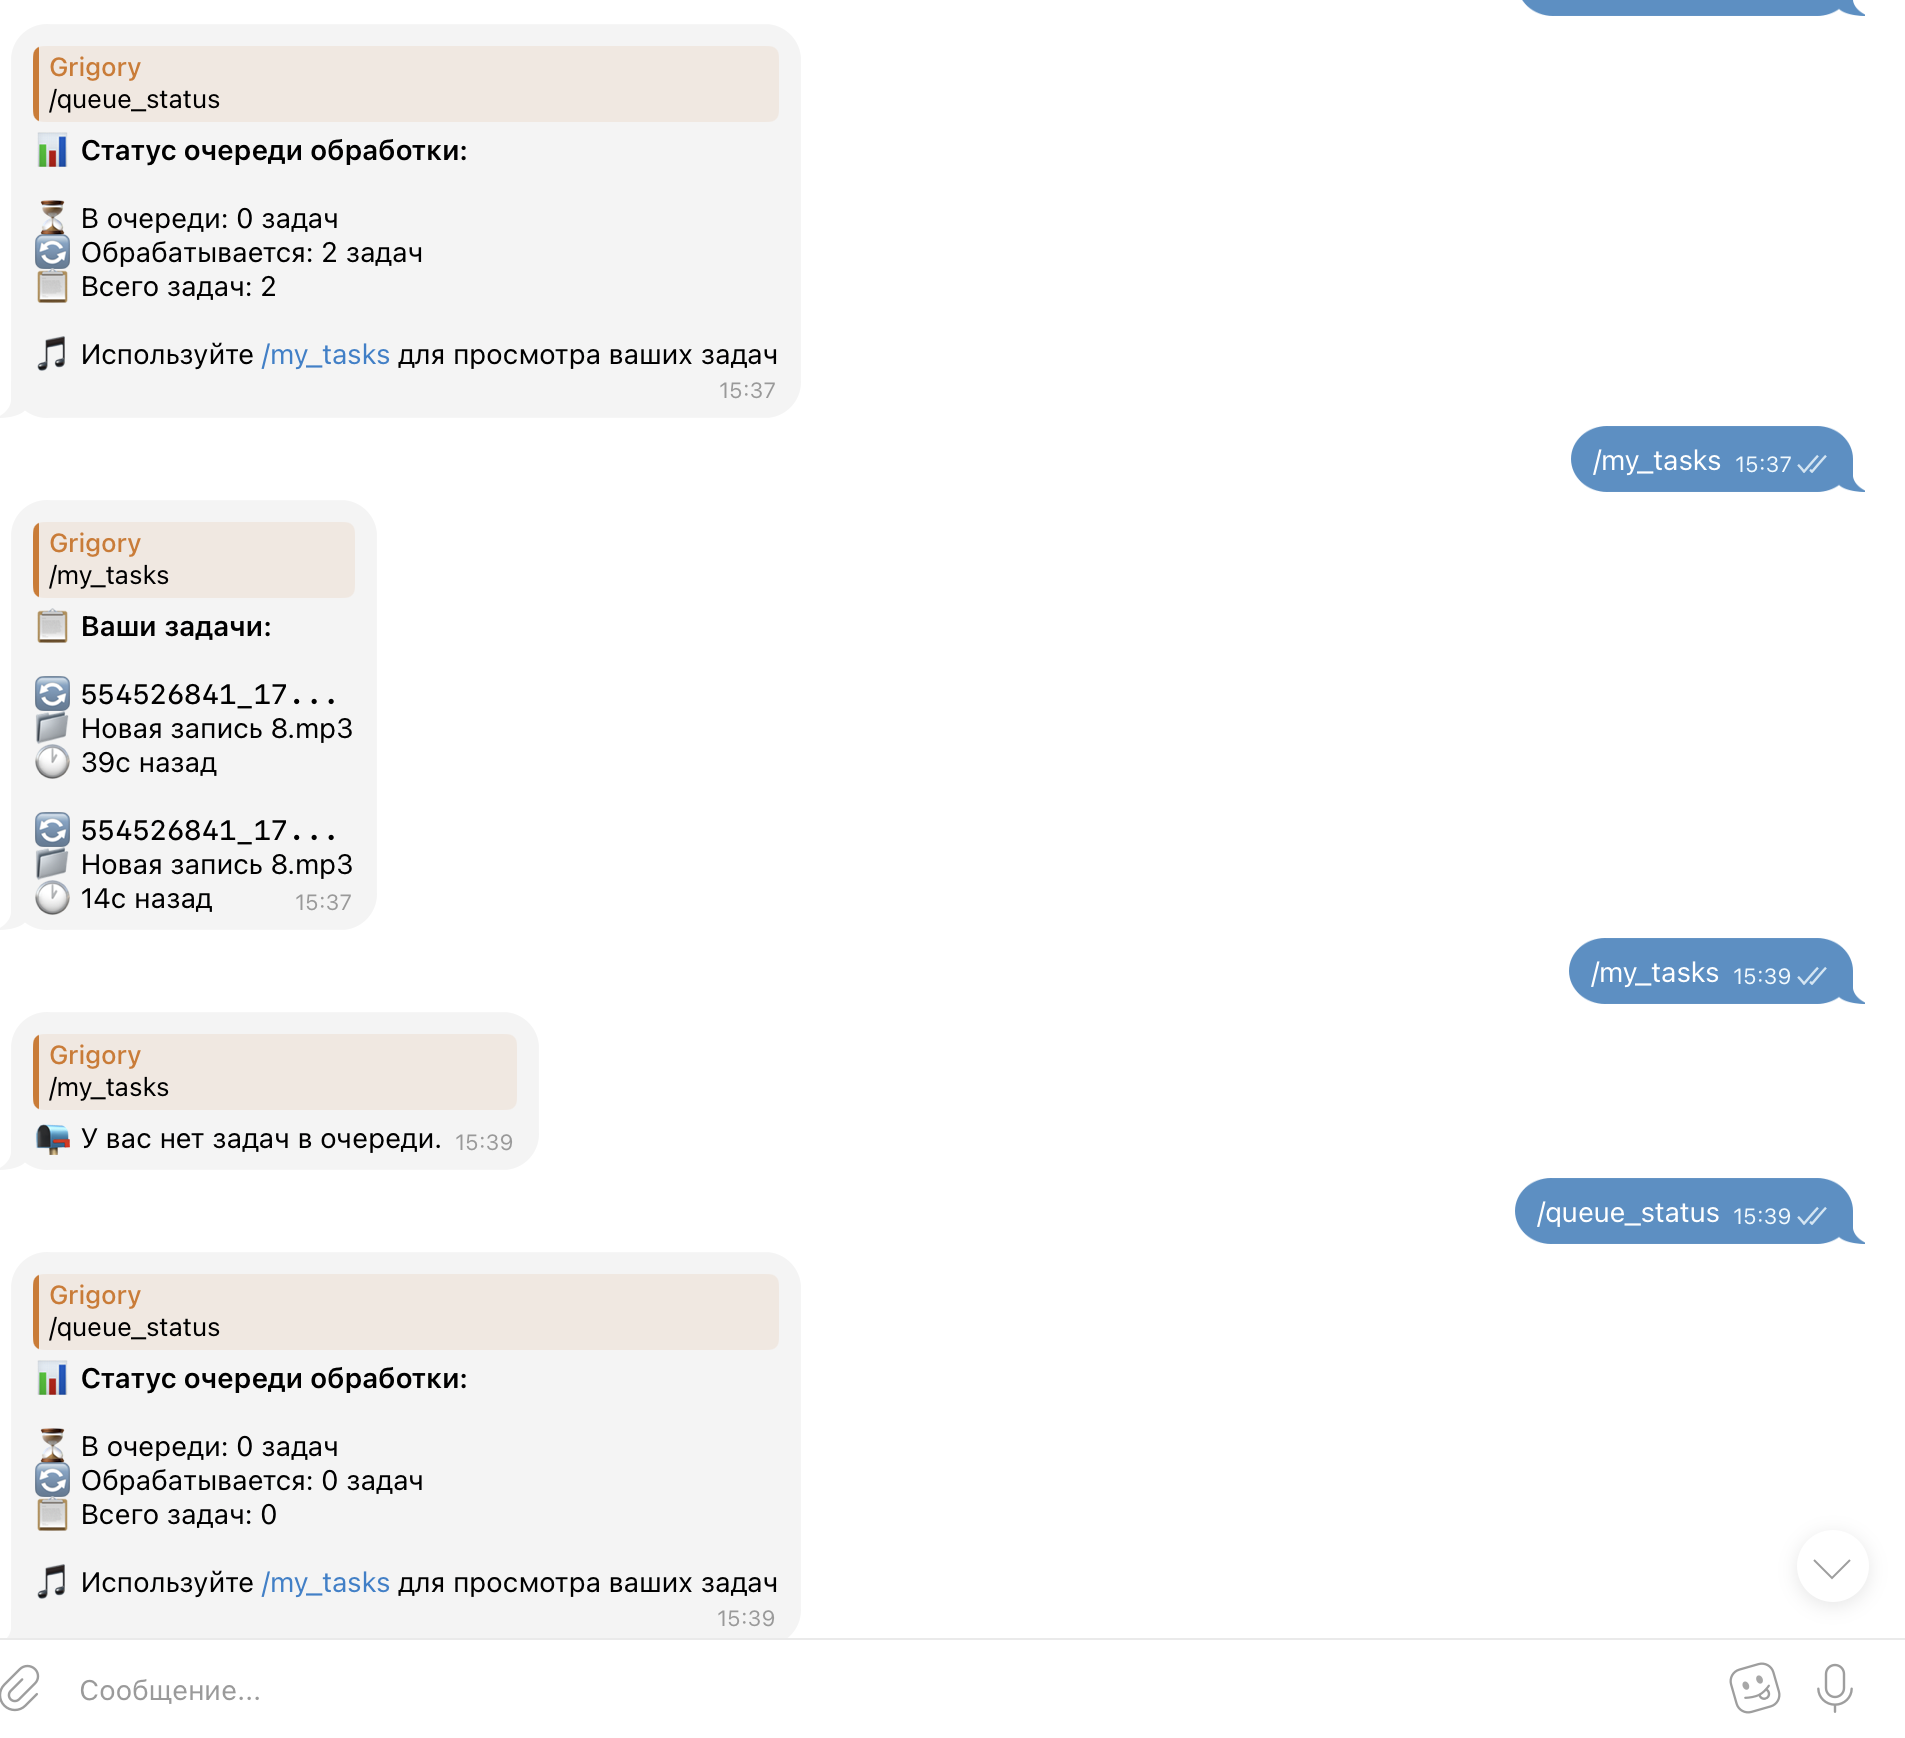 Grigory
/queue_status
📊 Статус очереди обработки:
⏳ В очереди: 0 задач
🔄 Обрабатывается: 2 задач
📋 Всего задач: 2
🎵 Используйте /my_tasks для просмотра ваших задач
15:37
/my_tasks 15:37
Grigory
/my_tasks
📋 Ваши задачи:
🔄 554526841_17...
📁 Новая запись 8.mp3
🕐 39с назад
🔄 554526841_17...
📁 Новая запись 8.mp3
🕐 14с назад 15:37
/my_tasks 15:39
Grigory
/my_tasks
📭 У вас нет задач в очереди. 15:39
/queue_status 15:39
Grigory
/queue_status
📊 Статус очереди обработки:
⏳ В очереди: 0 задач
🔄 Обрабатывается: 0 задач
📋 Всего задач: 0
🎵 Используйте /my_tasks для просмотра ваших задач
15:39
Сообщение...